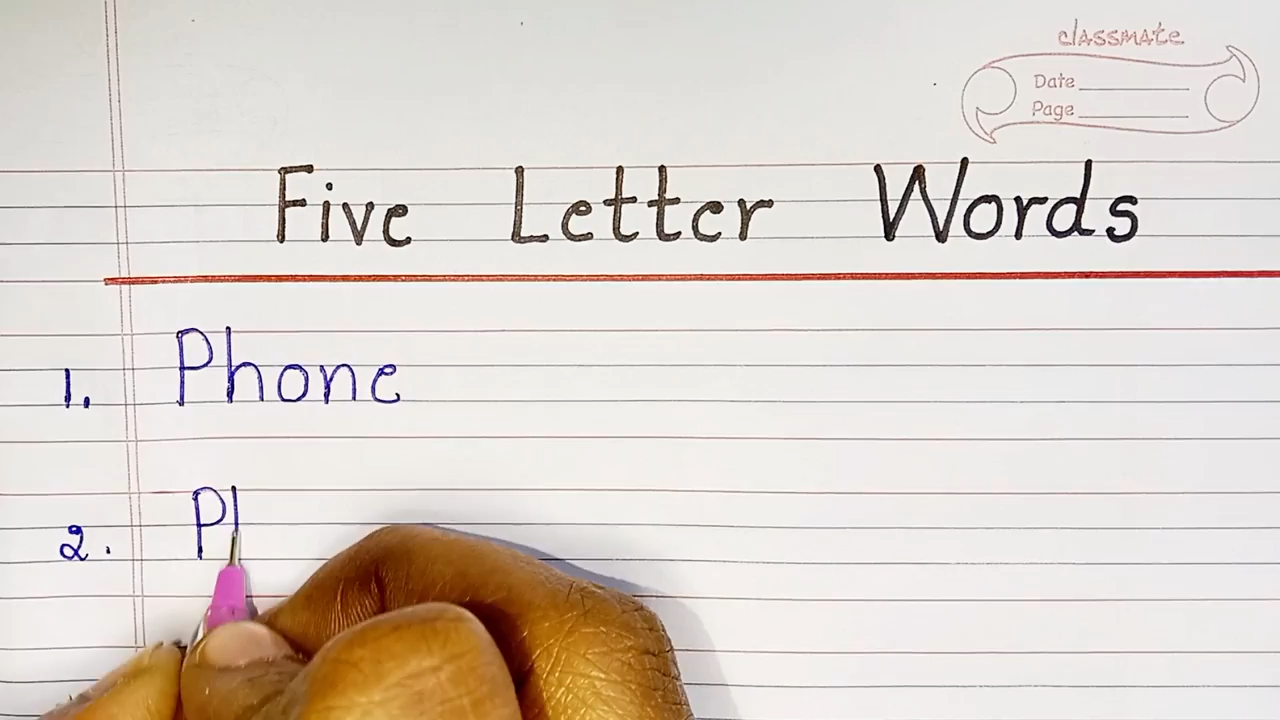 classmate
Date
Page
Five Letter Words
1. Phone
2. Pl